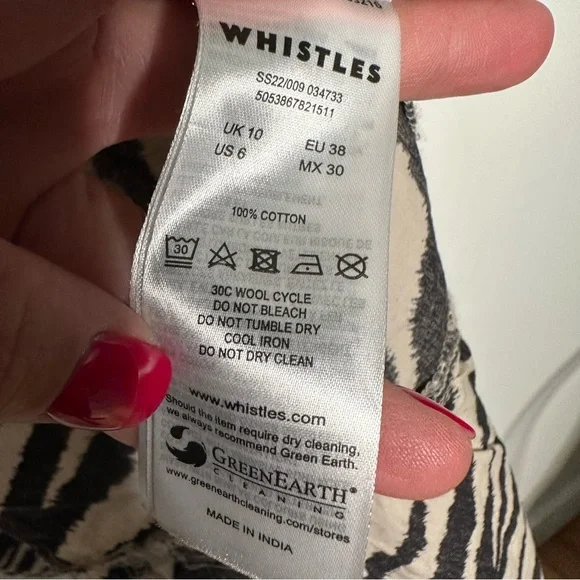 WHISTLES
SS22/009 034733
5053867821511
UK 10 EU 38
US 6 MX 30
100% COTTON
30
30C WOOL CYCLE
DO NOT BLEACH
DO NOT TUMBLE DRY
COOL IRON
DO NOT DRY CLEAN
www.whistles.com
Should the item require dry cleaning,
we always recommend Green Earth.
GREENEARTH®
CLEANING
www.greenearthcleaning.com/stores
MADE IN INDIA